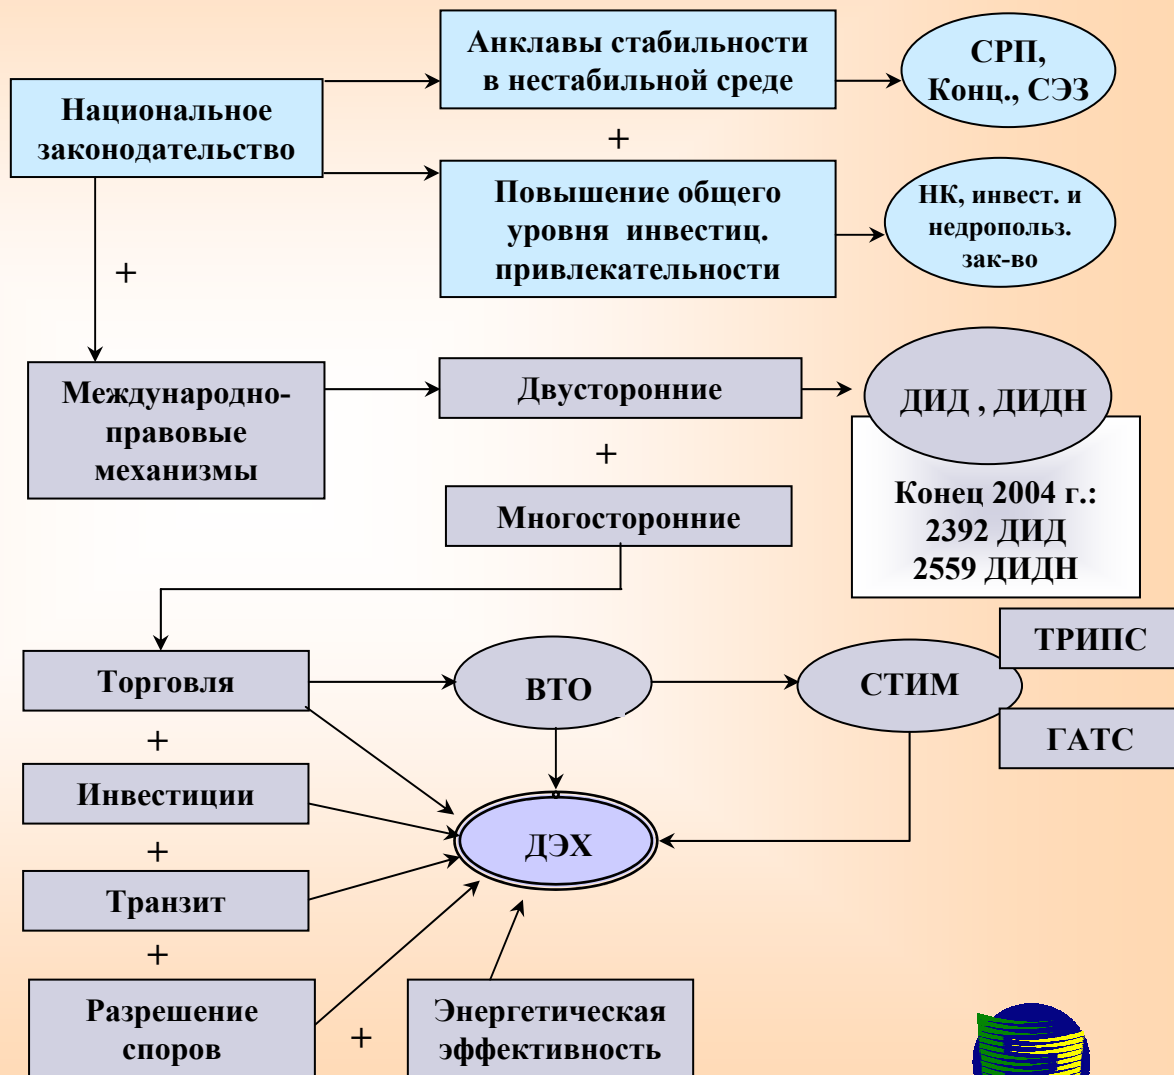 Анклавы стабильности
в нестабильной среде
СРП,
Конц., СЭЗ
Национальное
законодательство
+
Повышение общего
уровня инвестиц.
привлекательности
НК, инвест. и
недропольз.
зак-во
+
Международно-
правовые
механизмы
Двусторонние
ДИД , ДИДН
+
Конец 2004 г.:
2392 ДИД
2559 ДИДН
Многосторонние
Торговля
ВТО
СТИМ
ТРИПС
ГАТС
+
Инвестиции
ДЭХ
+
Транзит
+
Разрешение
споров
+
Энергетическая
эффективность